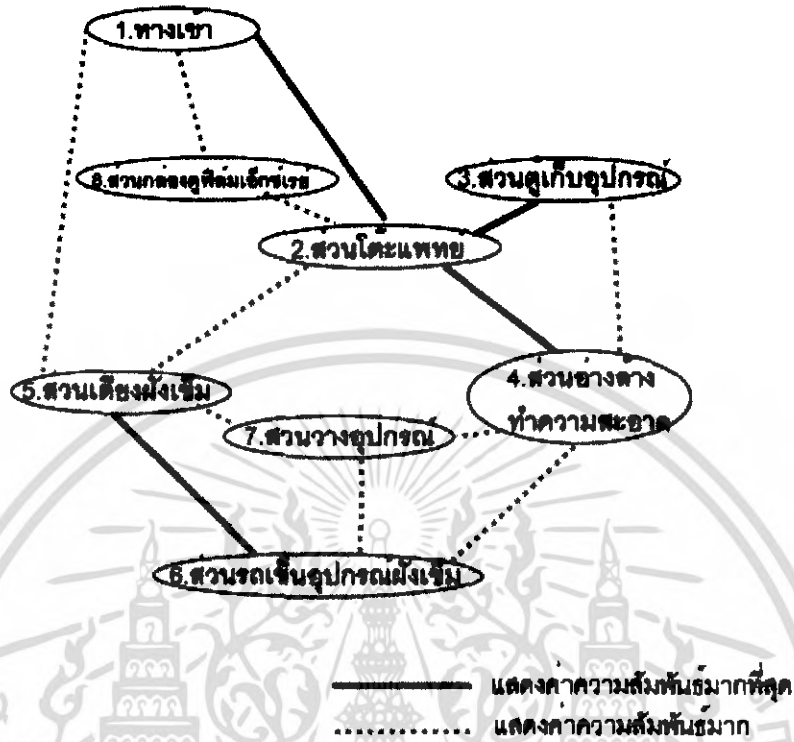 1.ทางเข้า
8.ส่วนกล่องดูฟิล์มเอ็กซเรย์
3.ส่วนตู้เก็บอุปกรณ์
2.ส่วนโต๊ะแพทย์
5.ส่วนเตียงฝังเข็ม
4.ส่วนอ่างล้าง
ทำความสะอาด
7.ส่วนวางอุปกรณ์
6.ส่วนรถเข็นอุปกรณ์ฝังเข็ม
แสดงค่าความสัมพันธ์มากที่สุด
แสดงค่าความสัมพันธ์มาก